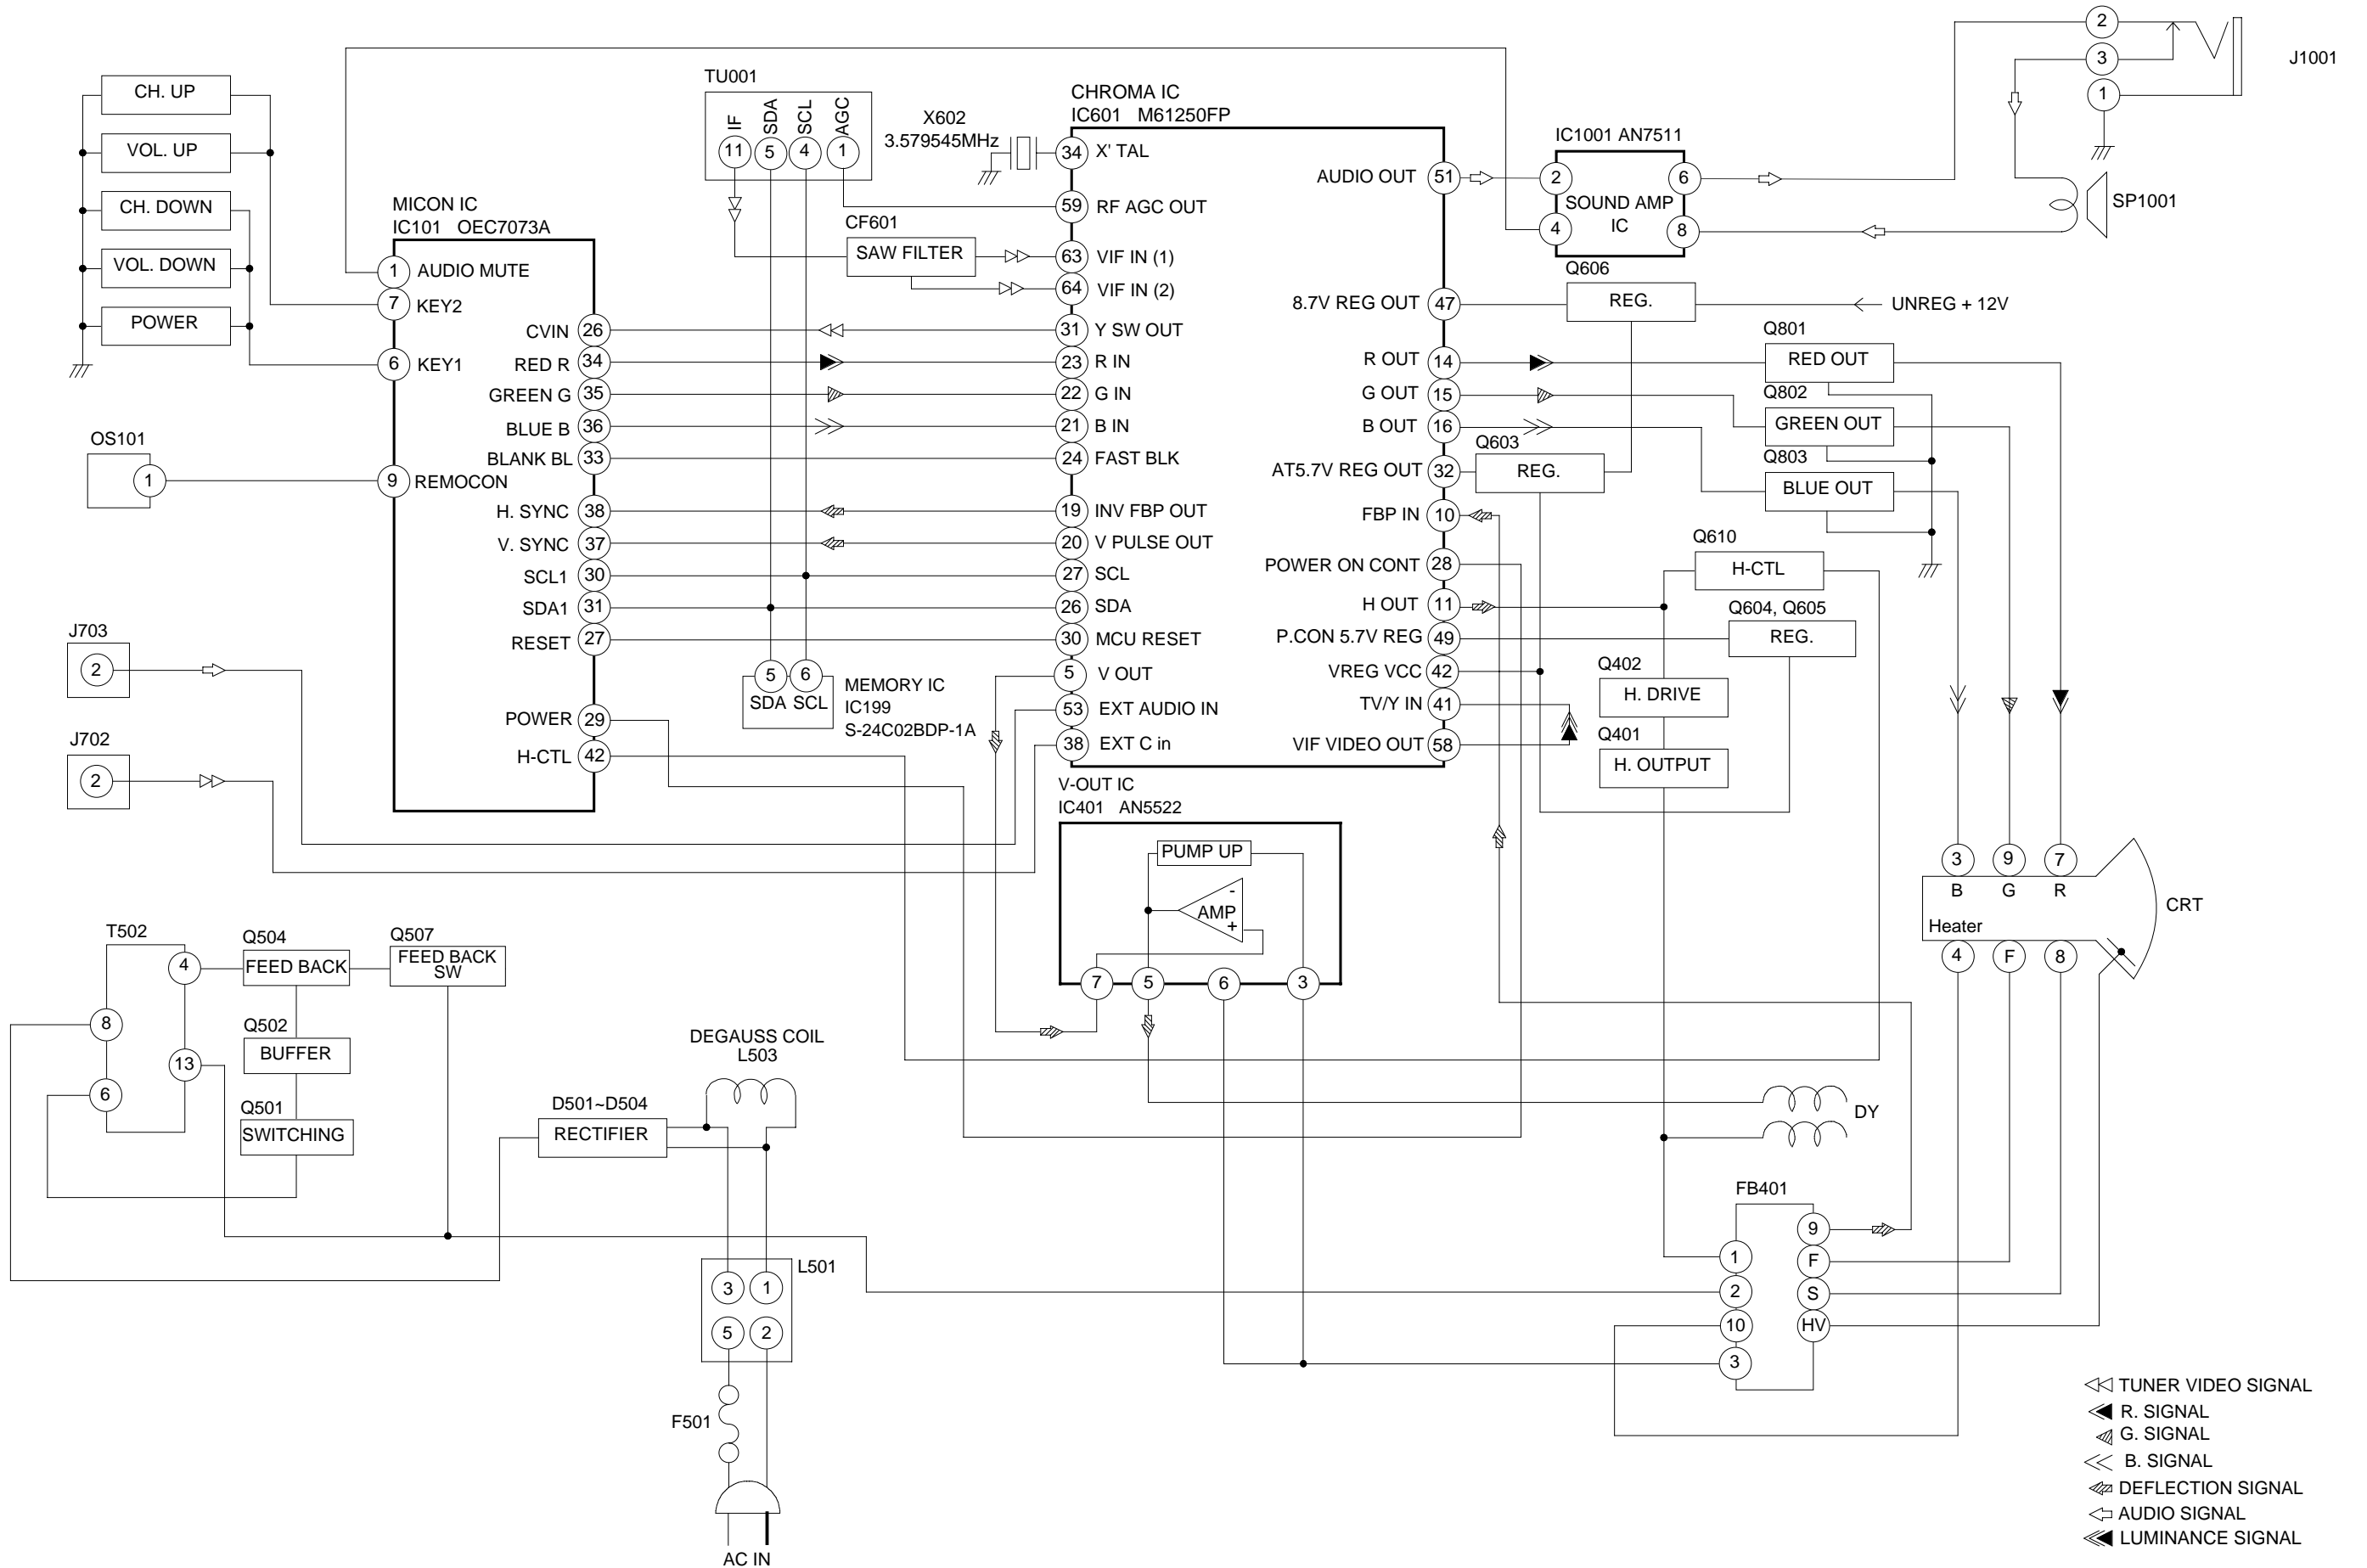 CH. UP
VOL. UP
CH. DOWN
VOL. DOWN
POWER
OS101
1
J703
2
J702
2
MICON IC
IC101 OEC7073A
1 AUDIO MUTE
7 KEY2
6 KEY1
9 REMOCON
CVIN 26
RED R 34
GREEN G 35
BLUE B 36
BLANK BL 33
H. SYNC 38
V. SYNC 37
SCL1 30
SDA1 31
RESET 27
POWER 29
H-CTL 42
TU001
IF SDA SCL AGC
11 5 4 1
X602
3.579545MHz
CF601
SAW FILTER
5 6
SDA SCL
MEMORY IC
IC199
S-24C02BDP-1A
CHROMA IC
IC601 M61250FP
34 X' TAL
59 RF AGC OUT
63 VIF IN (1)
64 VIF IN (2)
31 Y SW OUT
23 R IN
22 G IN
21 B IN
24 FAST BLK
19 INV FBP OUT
20 V PULSE OUT
27 SCL
26 SDA
30 MCU RESET
5 V OUT
53 EXT AUDIO IN
38 EXT C in
AUDIO OUT 51
8.7V REG OUT 47
R OUT 14
G OUT 15
B OUT 16
AT5.7V REG OUT 32
FBP IN 10
POWER ON CONT 28
H OUT 11
P.CON 5.7V REG 49
VREG VCC 42
TV/Y IN 41
VIF VIDEO OUT 58
IC1001 AN7511
2 6
SOUND AMP
IC
4 8
2
3
1
J1001
SP1001
Q606
REG.
UNREG + 12V
Q801
RED OUT
Q802
GREEN OUT
Q803
BLUE OUT
Q603
REG.
Q610
H-CTL
Q604, Q605
REG.
Q402
H. DRIVE
Q401
H. OUTPUT
V-OUT IC
IC401 AN5522
PUMP UP
-
AMP
+
7 5 6 3
3 9 7
B G R
CRT
Heater
4 F 8
T502
4
8
13
6
Q504
FEED BACK
Q507
FEED BACK
SW
Q502
BUFFER
Q501
SWITCHING
DEGAUSS COIL
L503
D501~D504
RECTIFIER
L501
3 1
5 2
F501
AC IN
DY
FB401
9
1
F
2
S
10
HV
3
TUNER VIDEO SIGNAL
R. SIGNAL
G. SIGNAL
B. SIGNAL
DEFLECTION SIGNAL
AUDIO SIGNAL
LUMINANCE SIGNAL